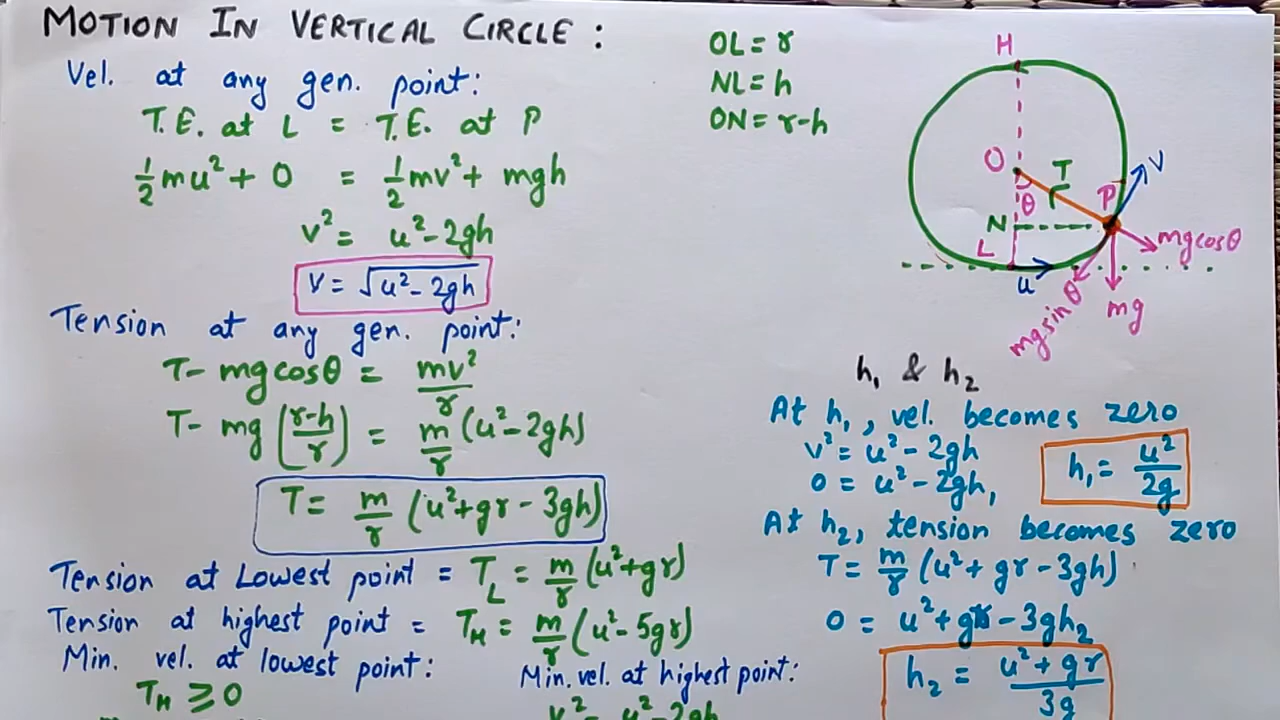 MOTION IN VERTICAL CIRCLE :
Vel. at any gen. point:
T.E. at L = T.E. at P
½mu² + 0 = ½mv² + mgh
v² = u² - 2gh
v = √u² - 2gh
Tension at any gen. point:
T - mg cosθ = mv²/r
T - mg (r-h/r) = m/r (u² - 2gh)
T = m/r (u² + gr - 3gh)
Tension at Lowest point = T_L = m/r (u² + gr)
Tension at highest point = T_H = m/r (u² - 5gr)
Min. vel. at lowest point:
T_H ≥ 0
Min. vel. at highest point:
v² = u² - 2gh
OL = r
NL = h
ON = r-h
H
O
T
θ
P
V
N
L
u
mg cosθ
mg sin θ
mg
h₁ & h₂
At h₁, vel. becomes zero
v² = u² - 2gh
0 = u² - 2gh₁
h₁ = u²/2g
At h₂, tension becomes zero
T = m/r (u² + gr - 3gh)
0 = u² + gr - 3gh₂
h₂ = u² + gr/3g